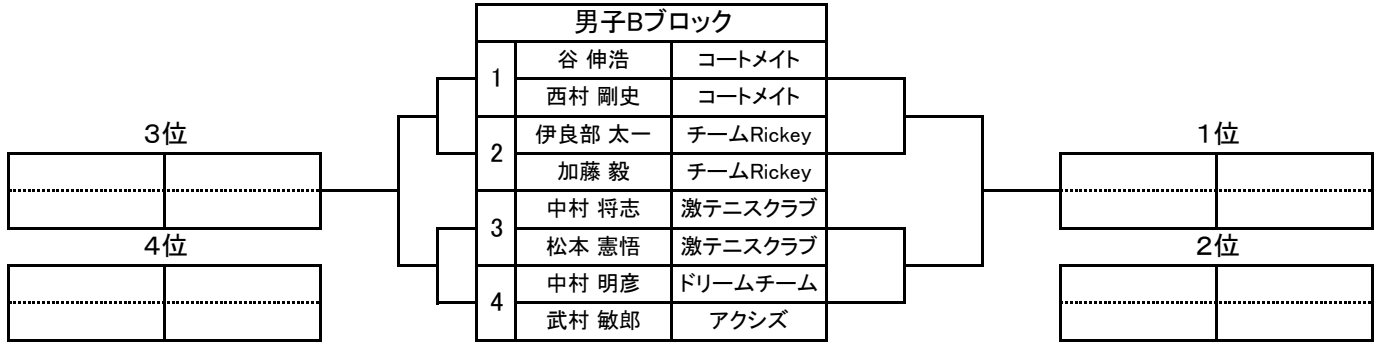 男子Bブロック
1
谷 伸浩 コートメイト
西村 剛史 コートメイト
2
伊良部 太一 チームRickey
加藤 毅 チームRickey
3
中村 将志 激テニスクラブ
松本 憲悟 激テニスクラブ
4
中村 明彦 ドリームチーム
武村 敏郎 アクシズ
3位
4位
1位
2位